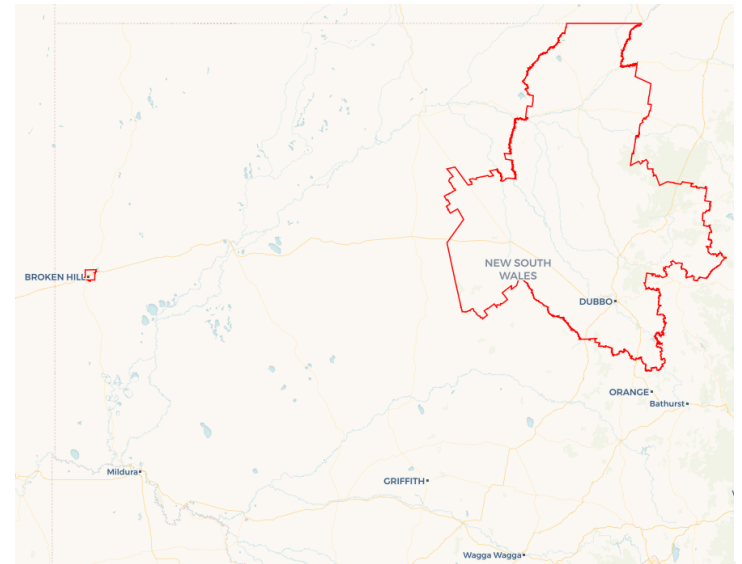 NEW SOUTH
WALES
BROKEN HILL
DUBBO
ORANGE
Bathurst
Mildura
GRIFFITH
Wagga Wagga